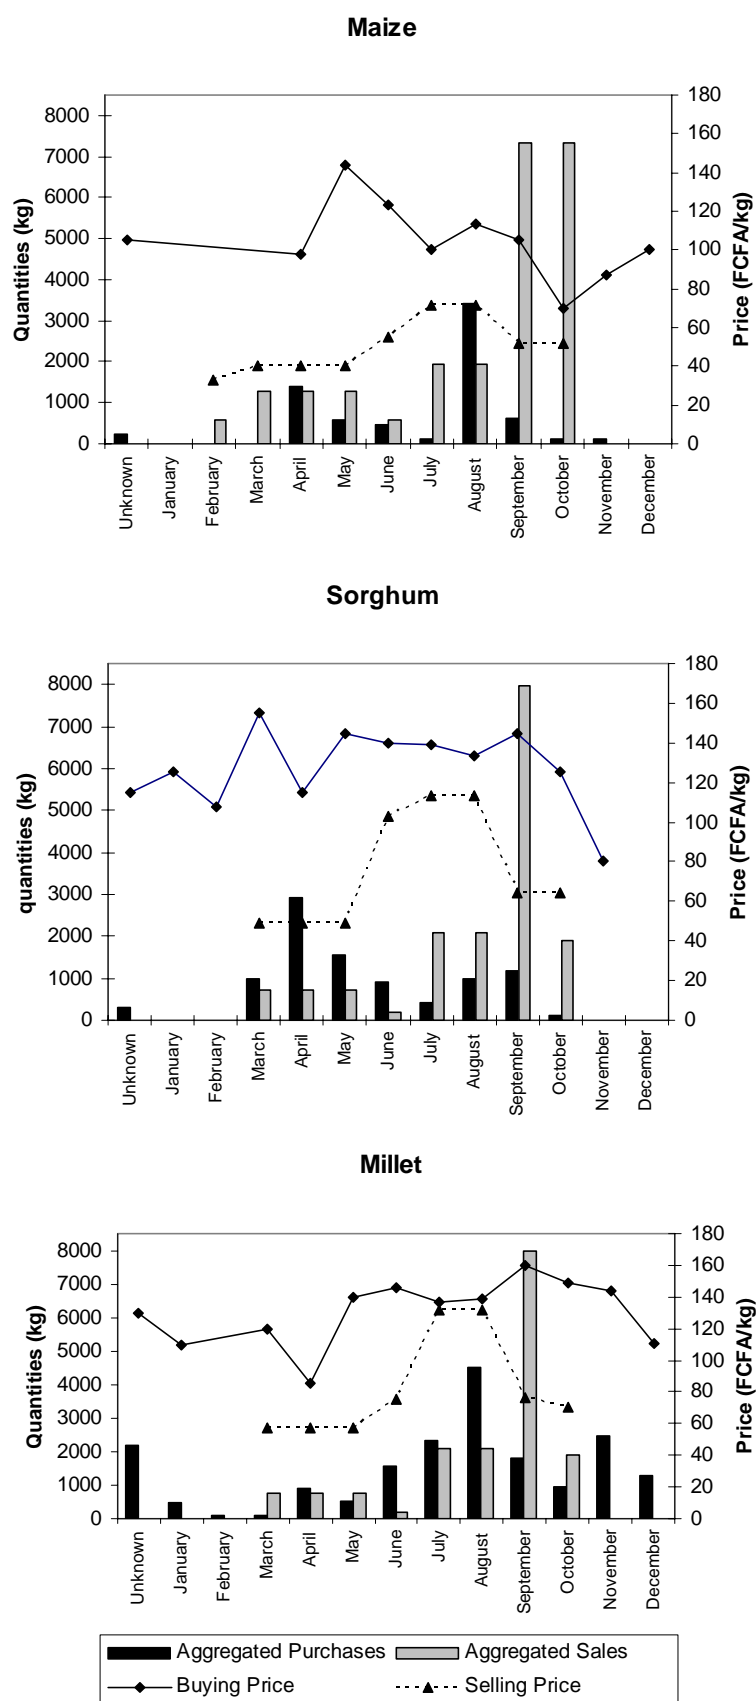 Maize
Quantities (kg)
8000
7000
6000
5000
4000
3000
2000
1000
0
180
160
140
120
100
80
60
40
20
0
Price (FCFA/kg)
Unknown
January
February
March
April
May
June
July
August
September
October
November
December
Sorghum
quantities (kg)
8000
7000
6000
5000
4000
3000
2000
1000
0
180
160
140
120
100
80
60
40
20
0
Price (FCFA/kg)
Unknown
January
February
March
April
May
June
July
August
September
October
November
December
Millet
Quantities (kg)
8000
7000
6000
5000
4000
3000
2000
1000
0
180
160
140
120
100
80
60
40
20
0
Price (FCFA/kg)
Unknown
January
February
March
April
May
June
July
August
September
October
November
December
Aggregated Purchases Aggregated Sales
Buying Price Selling Price